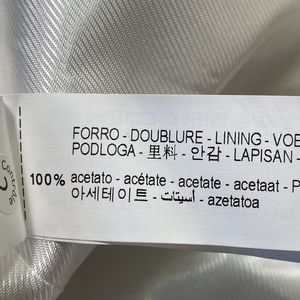 FORRO - DOUBLURE - LINING - VOE
PODLOGA - 里料 - 안감 - LAPISAN -
100% acetato - acétate - acetate - acetaat - P
아세테이트 - أسيتات - azetatoa